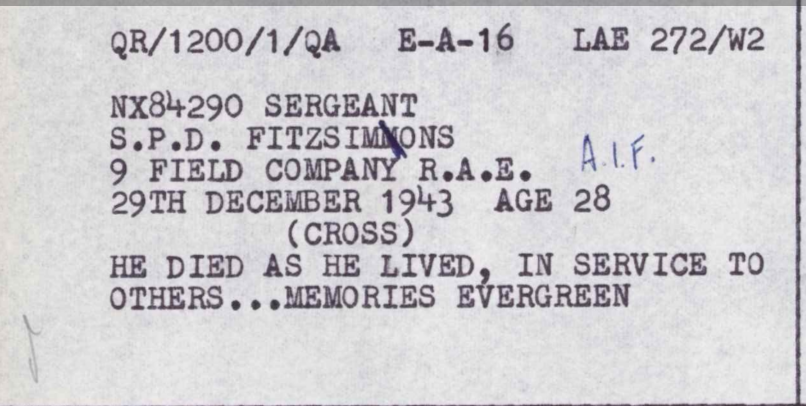 QR/1200/1/QA E-A-16 LAE 272/W2
NX84290 SERGEANT
S.P.D. FITZSIMMONS
9 FIELD COMPANY R.A.E. A.I.F.
29TH DECEMBER 1943 AGE 28
(CROSS)
HE DIED AS HE LIVED, IN SERVICE TO
OTHERS...MEMORIES EVERGREEN